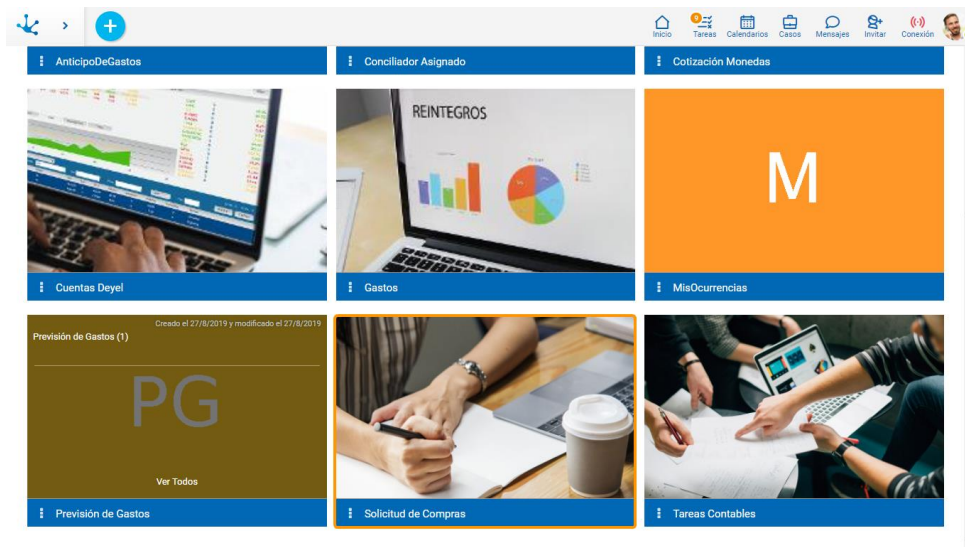 9
Inicio Tareas Calendarios Casos Mensajes Invitar Conexión
AnticipoDeGastos Conciliador Asignado Cotización Monedas
REINTEGROS
M
Cuentas Deyel Gastos MisOcurrencias
Creado el 27/8/2019 y modificado el 27/8/2019
Previsión de Gastos (1)
PG
Ver Todos
Previsión de Gastos Solicitud de Compras Tareas Contables